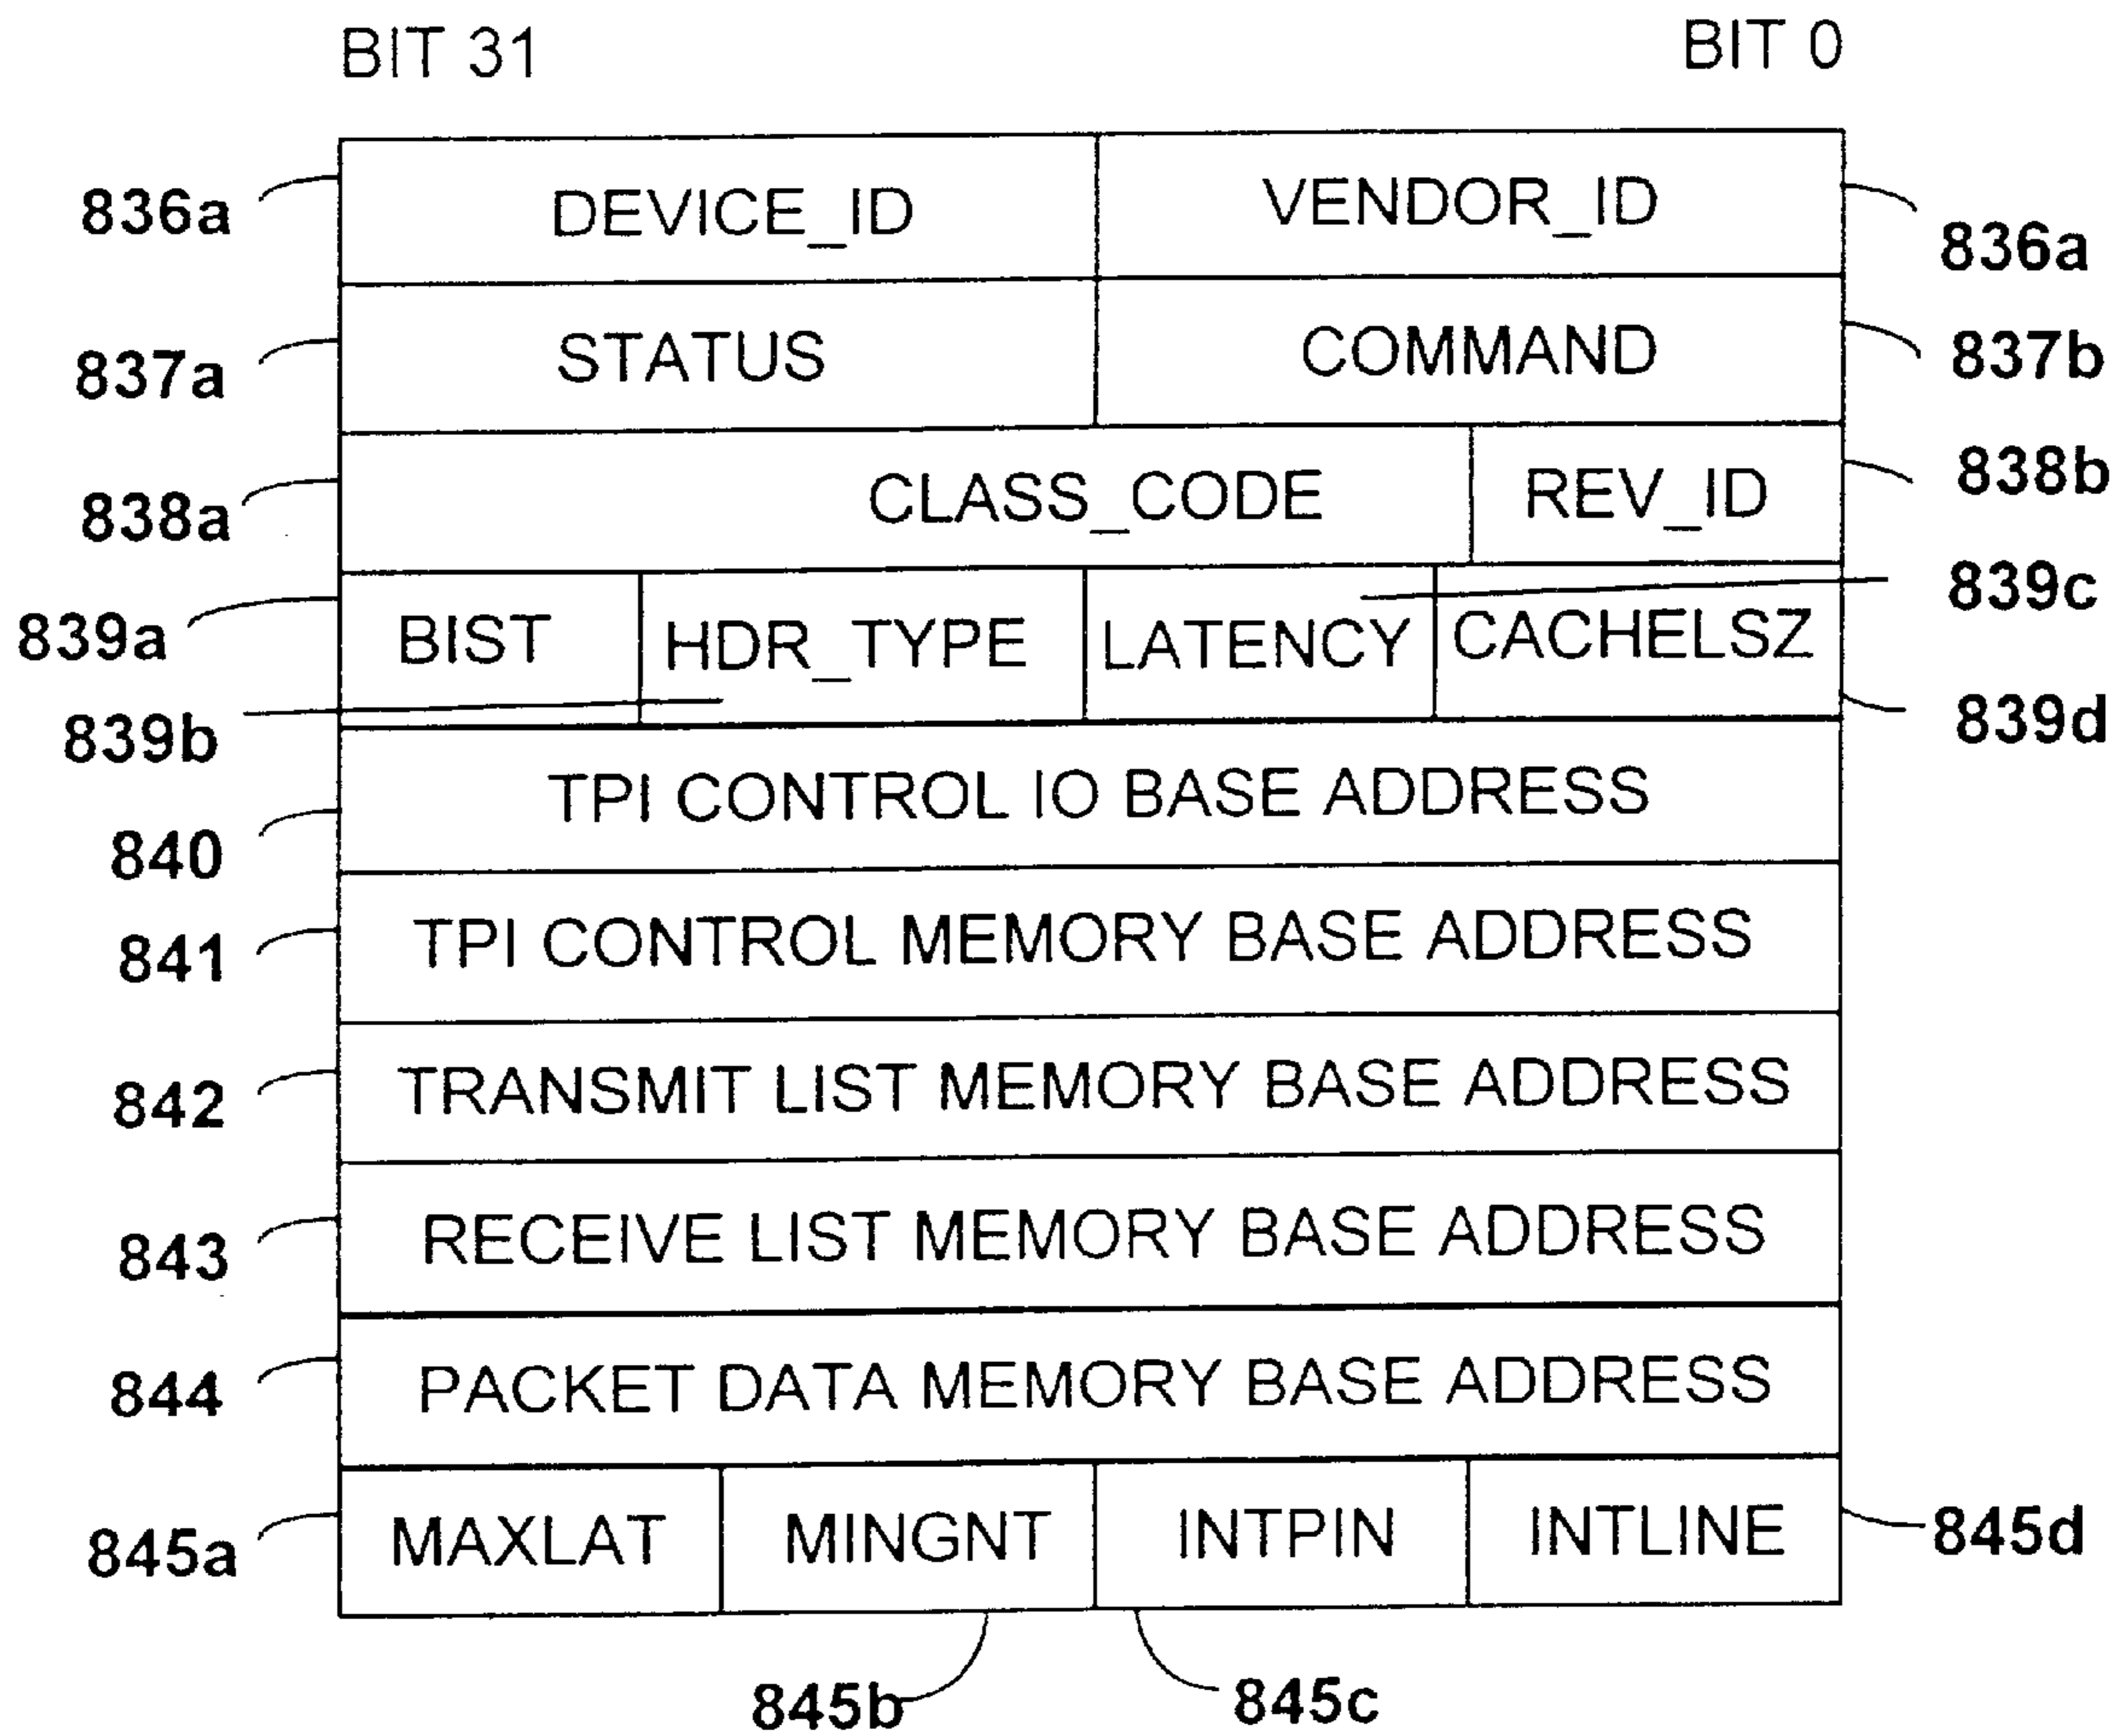 BIT 31 BIT 0
836a DEVICE_ID VENDOR_ID 836a
837a STATUS COMMAND 837b
838a CLASS_CODE REV_ID 838b
839a BIST HDR_TYPE LATENCY CACHELSZ 839c
839b 839d
TPI CONTROL IO BASE ADDRESS
840
841 TPI CONTROL MEMORY BASE ADDRESS
842 TRANSMIT LIST MEMORY BASE ADDRESS
843 RECEIVE LIST MEMORY BASE ADDRESS
844 PACKET DATA MEMORY BASE ADDRESS
845a MAXLAT MINGNT INTPIN INTLINE 845d
845b 845c